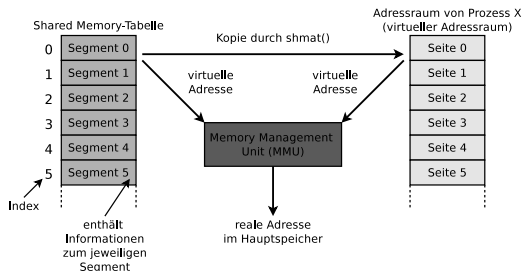 Shared Memory-Tabelle
Adressraum von Prozess X
(virtueller Adressraum)
Kopie durch shmat()
0
Segment 0
Seite 0
1
Segment 1
Seite 1
virtuelle
Adresse
virtuelle
Adresse
2
Segment 2
Seite 2
3
Segment 3
Seite 3
Memory Management
Unit (MMU)
4
Segment 4
Seite 4
5
Segment 5
Seite 5
Index
enthält
Informationen
zum jeweiligen
Segment
reale Adresse
im Hauptspeicher